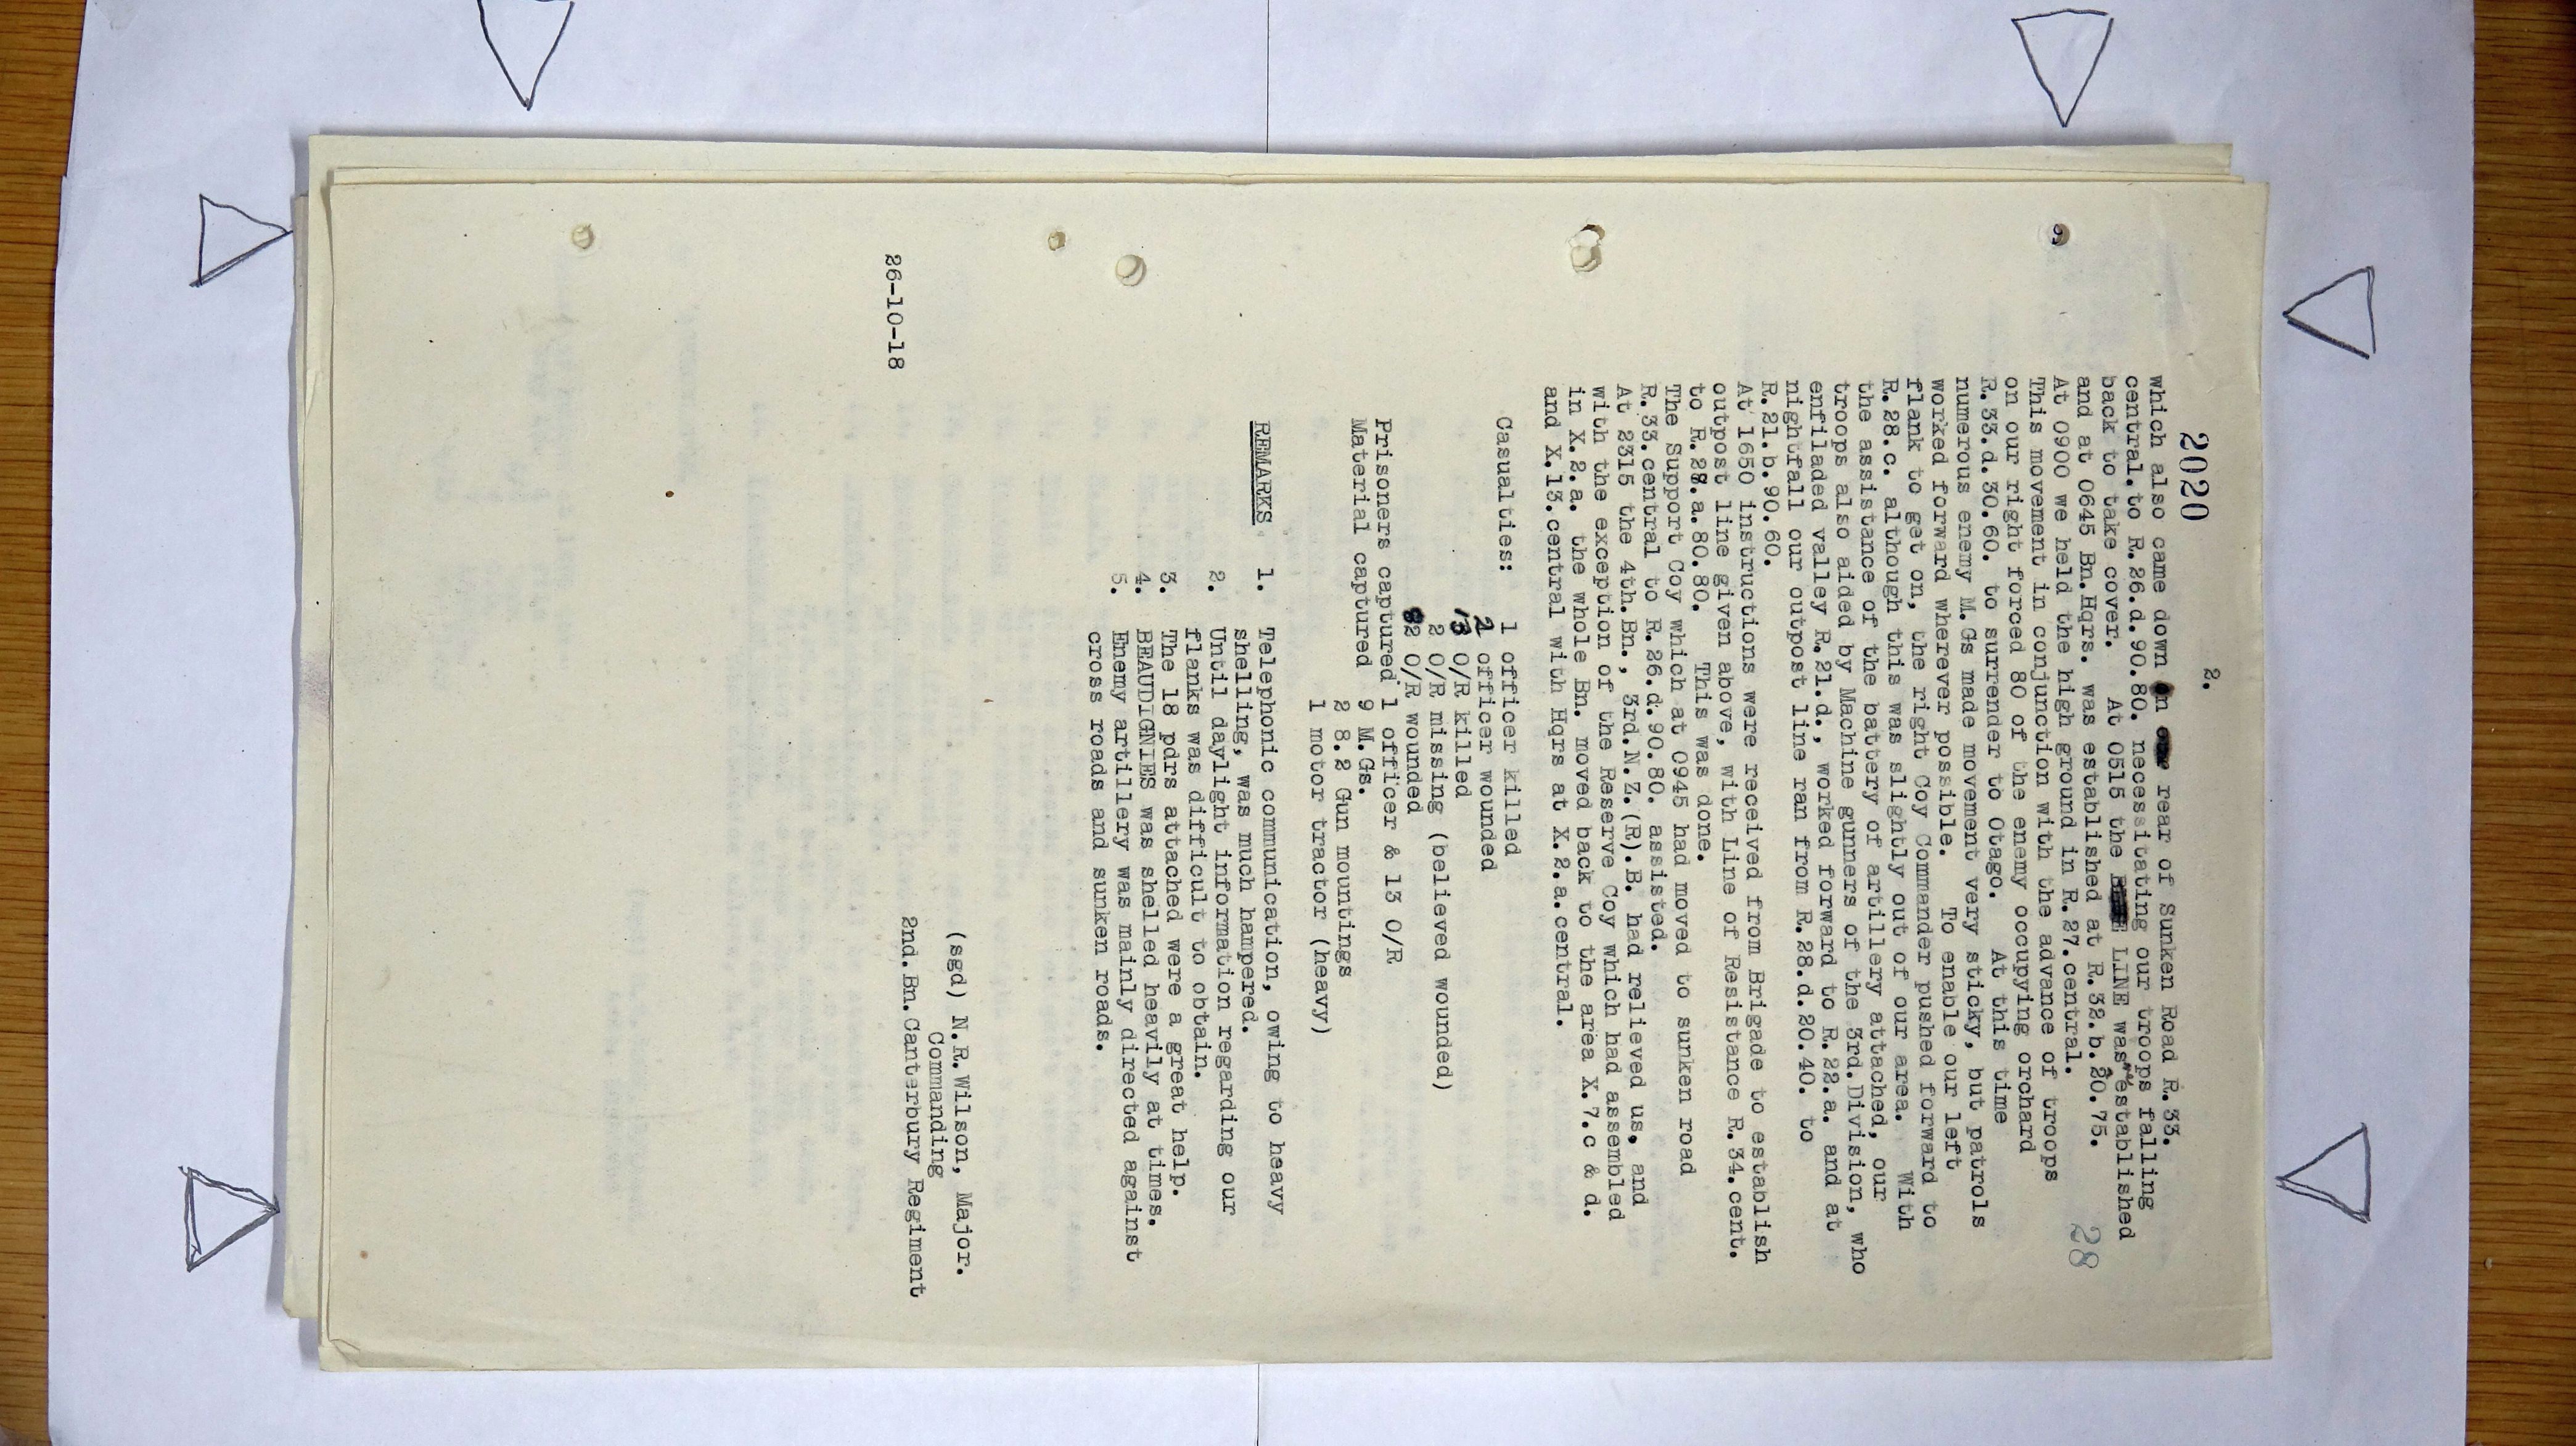 2.
2020
28
which also came down on rear of Sunken Road R.33.
central.to R.26.d.90.80. necessitating our troops falling
back to take cover. At 0515 the LINE was established
and at 0645 Bn.Hqrs. was established at R.32.b.20.75.
At 0900 we held the high ground in R.27.central.
This movement in conjunction with the advance of troops
on our right forced 80 of the enemy occupying orchard
R.33.d.30.60. to surrender to Otago. At this time
numerous enemy M.Gs made movement very sticky, but patrols
worked forward wherever possible. To enable our left
flank to get on, the right Coy Commander pushed forward to
R.28.c. although this was slightly out of our area. With
the assistance of the battery of artillery attached, our
troops also aided by Machine gunners of the 3rd.Division, who
enfiladed valley R.21.d., worked forward to R.22.a. and at
nightfall our outpost line ran from R.28.d.20.40. to
R.21.b.90.60.
At 1650 instructions were received from Brigade to establish
outpost line given above, with Line of Resistance R.34.cent.
to R.28.a.80.80. This was done.
The Support Coy which at 0945 had moved to sunken road
R.33.central to R.26.d.90.80. assisted.
At 2315 the 4th.Bn., 3rd.N.Z.(R).B. had relieved us, and
with the exception of the Reserve Coy which had assembled
in X.2.a. the whole Bn. moved back to the area X.7.c & d.
and X.13.central with Hqrs at X.2.a.central.
Casualties: 1 officer killed
2 officer wounded
13 O/R killed
2 O/R missing (believed wounded)
82 O/R wounded
Prisoners captured 1 officer & 13 O/R
Material captured 9 M.Gs.
2 8.2 Gun mountings
1 motor tractor (heavy)
REMARKS. 1. Telephonic communication, owing to heavy
shelling, was much hampered.
2. Until daylight information regarding our
flanks was difficult to obtain.
3. The 18 pdrs attached were a great help.
4. BEAUDIGNIES was shelled heavily at times.
5. Enemy artillery was mainly directed against
cross roads and sunken roads.
(sgd) N.R.Wilson, Major.
Commanding
26-10-18 2nd.Bn.Canterbury Regiment